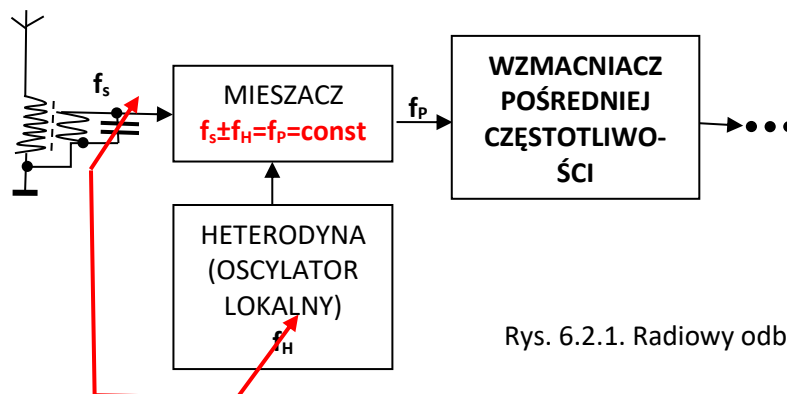 fs
MIESZACZ
fs±fH=fP=const
fP
WZMACNIACZ
POŚREDNIEJ
CZĘSTOTLIWO-
ŚCI
HETERODYNA
(OSCYLATOR
LOKALNY)
fH
Rys. 6.2.1. Radiowy odb